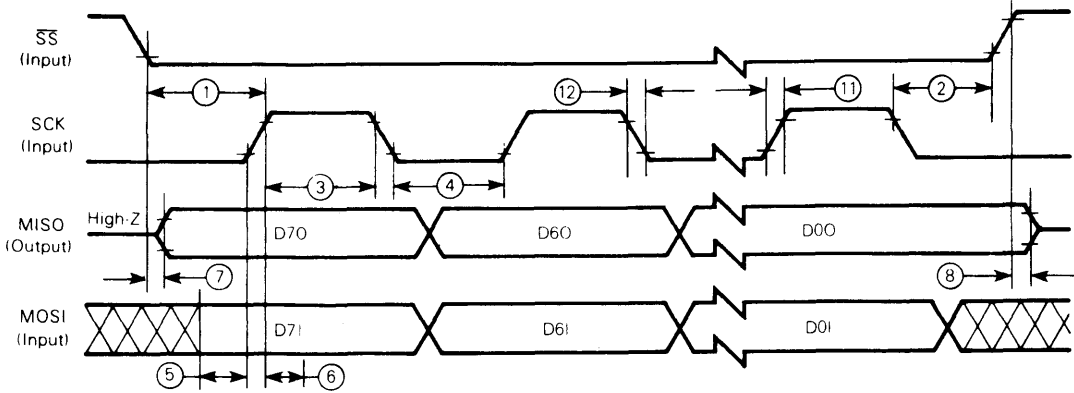 SS
(Input)
1
12
11
2
SCK
(Input)
3
4
MISO
(Output)
High-Z
D7O
D6O
D0O
7
8
MOSI
(Input)
D7I
D6I
D0I
5
6